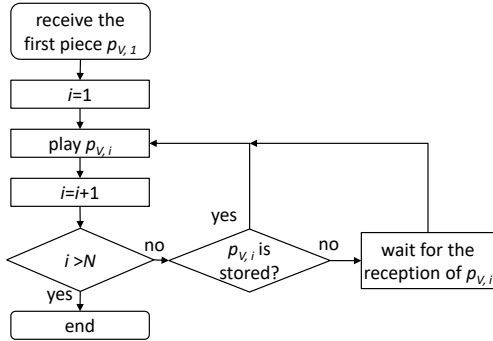 receive the
first piece p_{V, 1}
i=1
play p_{V, i}
i=i+1
i >N
no
yes
end
yes
p_{V, i} is
stored?
no
wait for the
reception of p_{V, i}